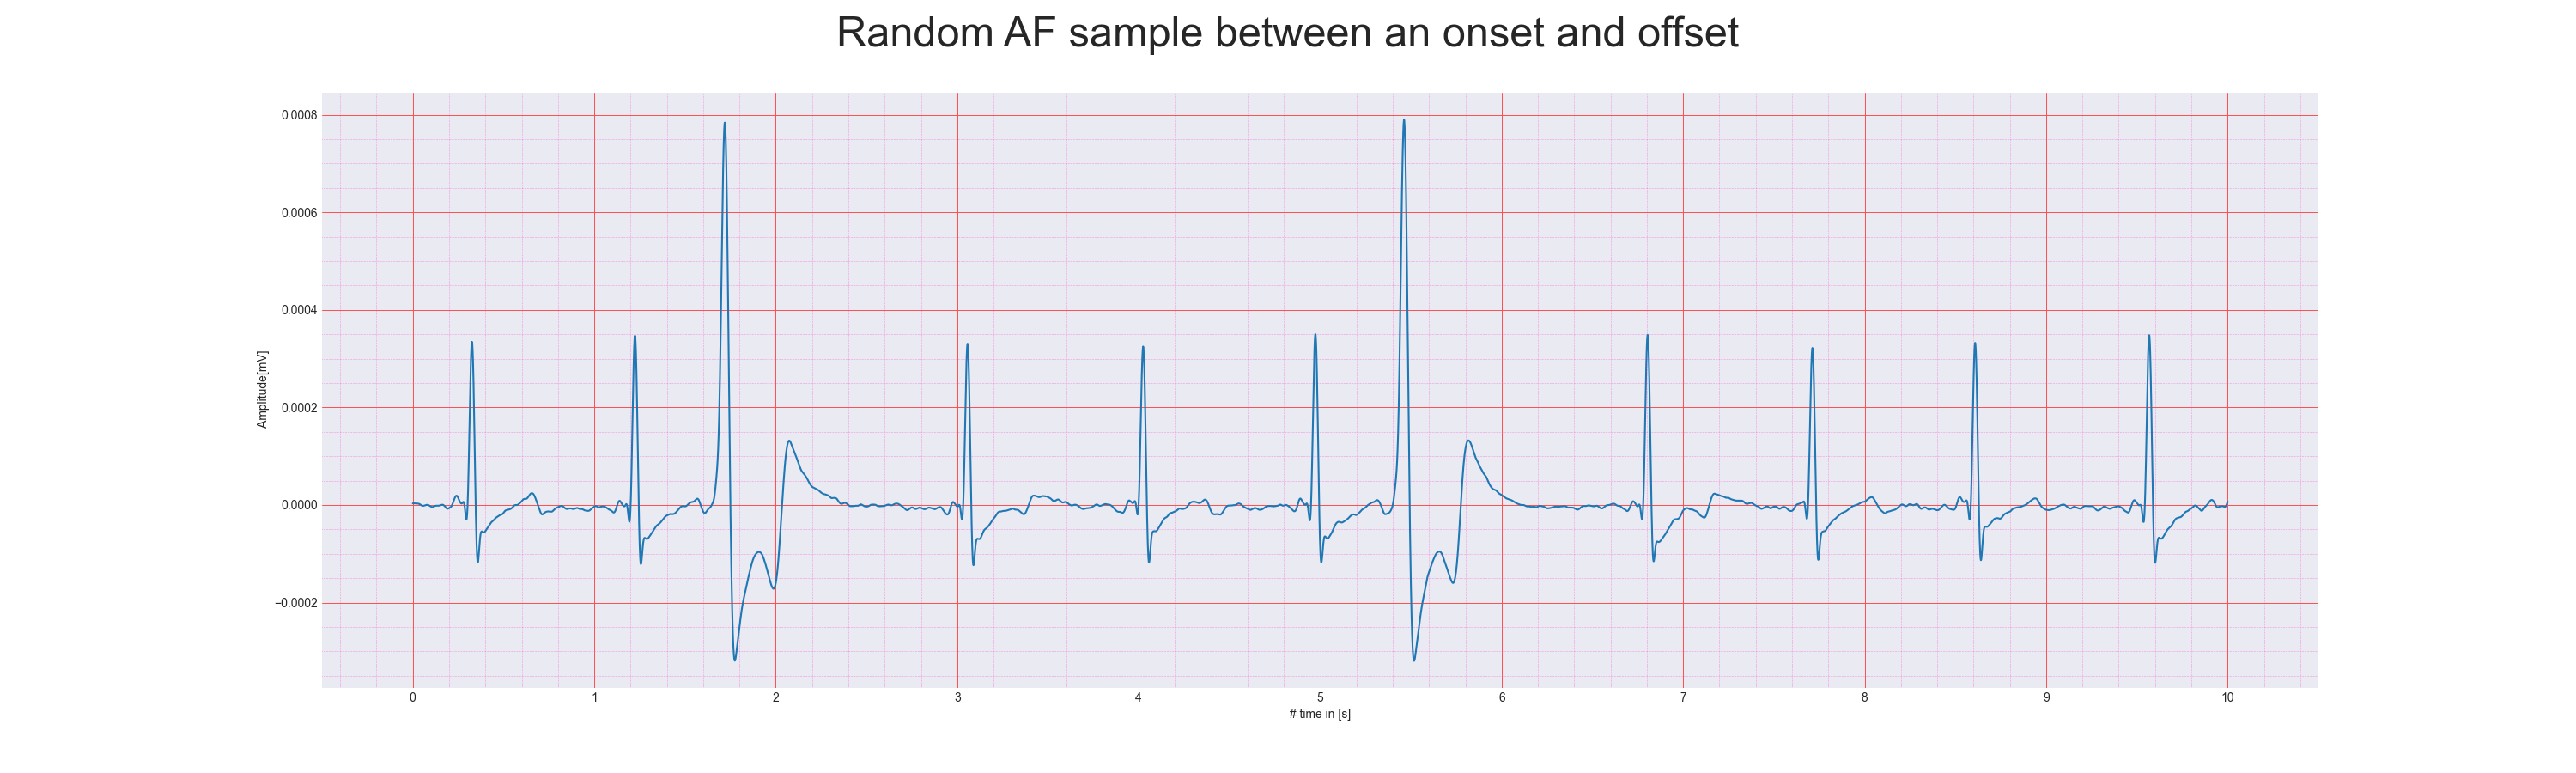 Random AF sample between an onset and offset
0.0008
0.0006
0.0004
0.0002
0.0000
−0.0002
Amplitude[mV]
0 1 2 3 4 5 6 7 8 9 10
# time in [s]